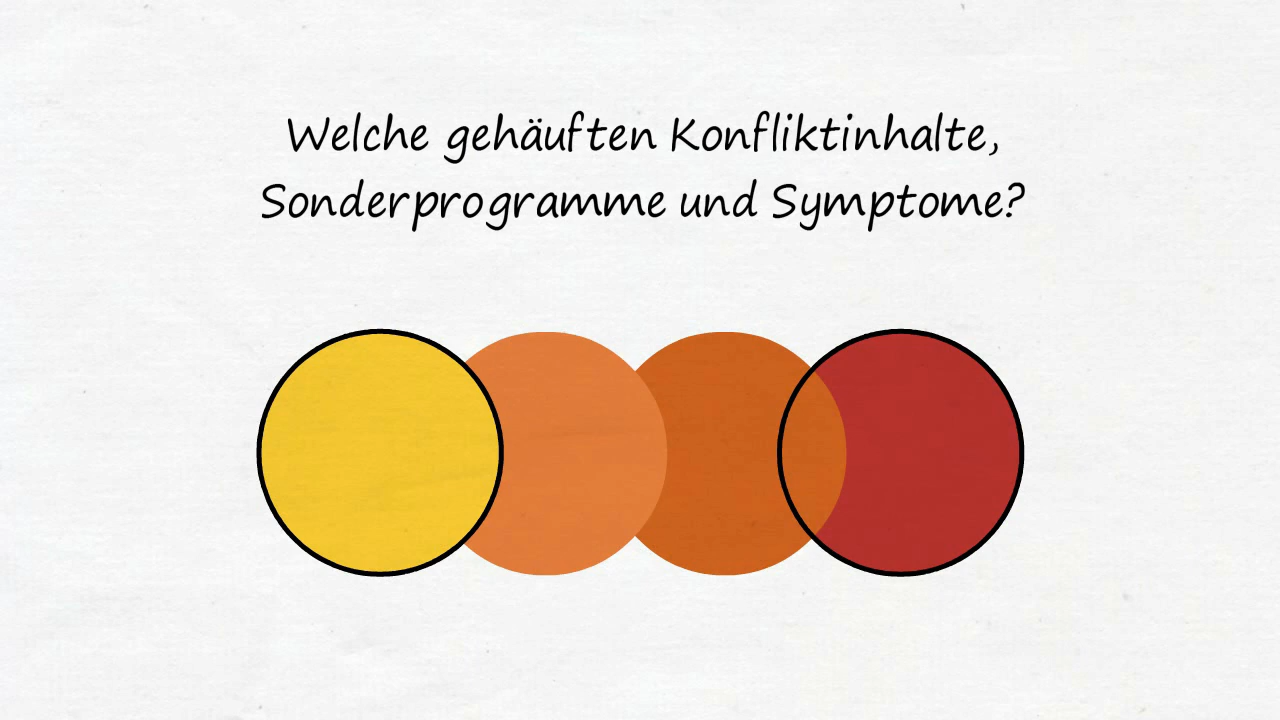 Welche gehäuften Konfliktinhalte,
Sonderprogramme und Symptome?